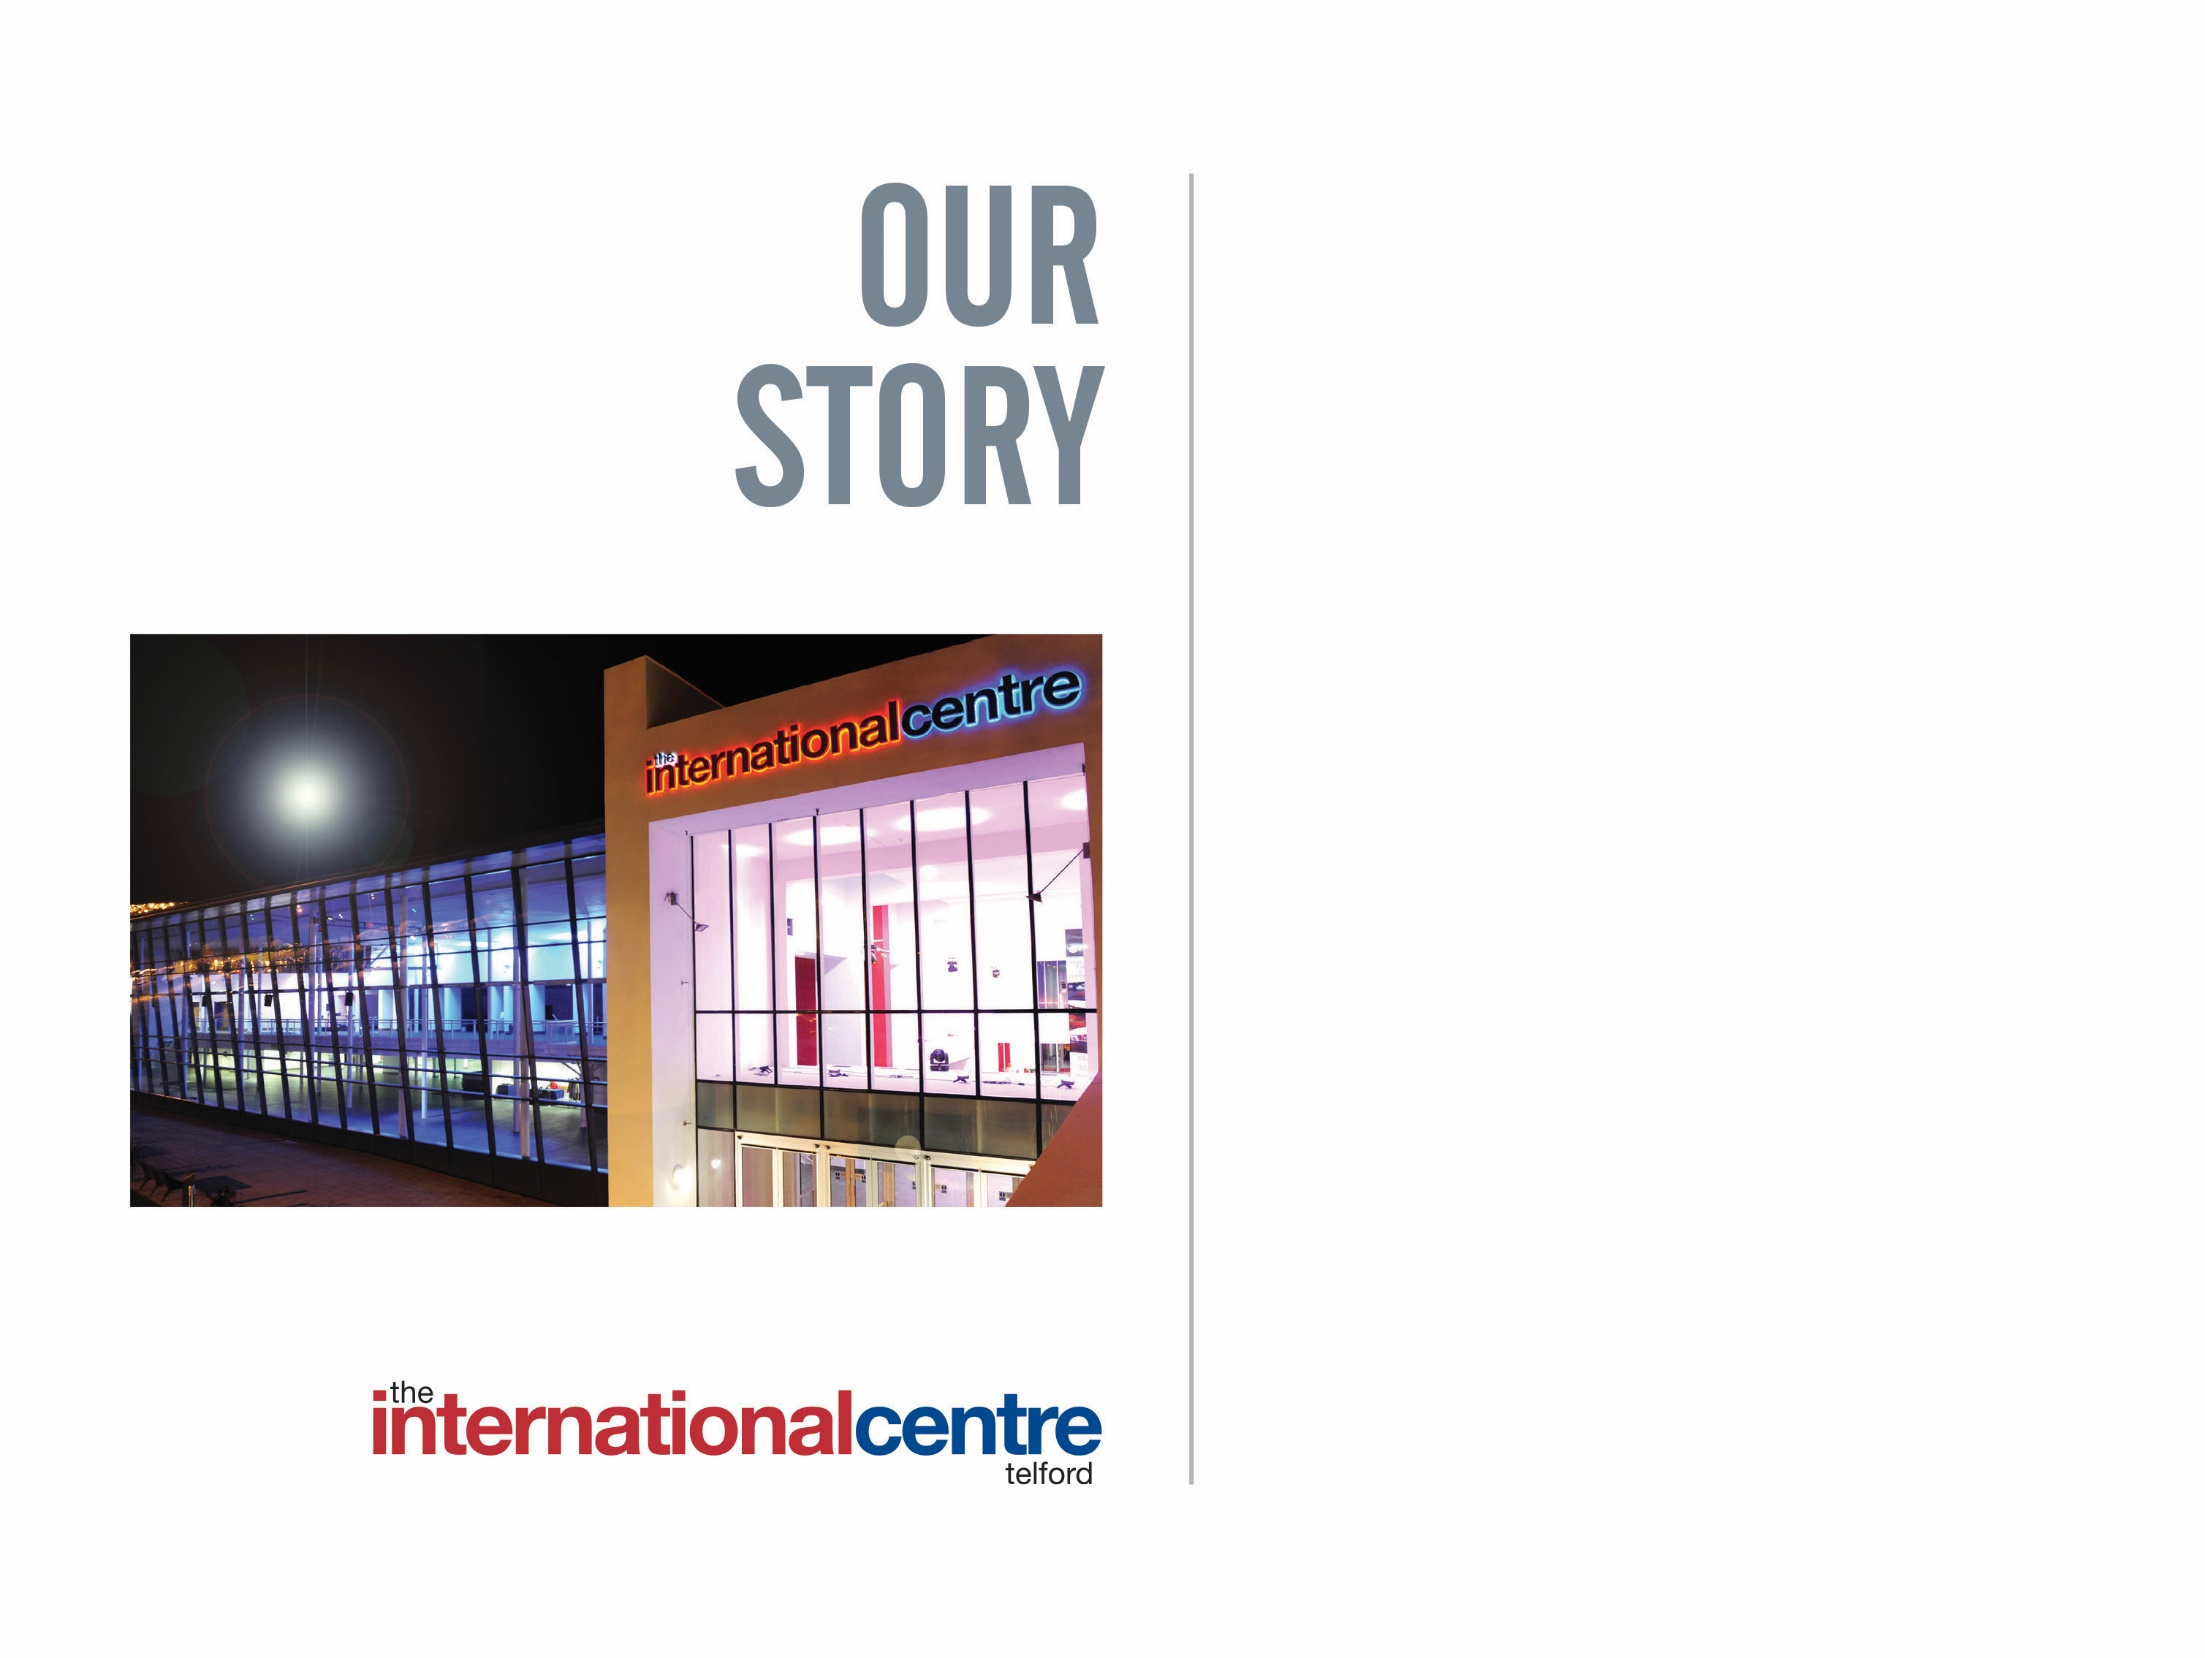 OUR
STORY
the
internationalcentre
the
internationalcentre
telford